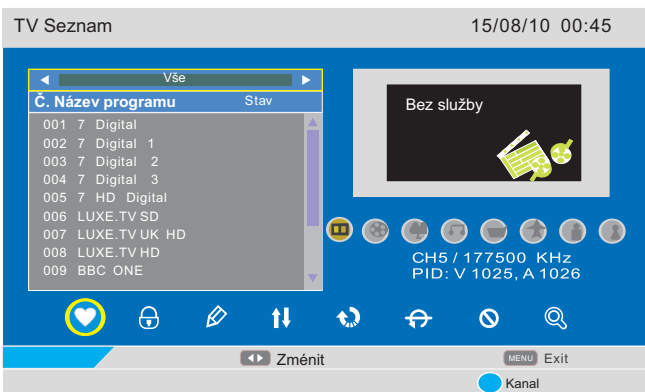 TV Seznam 15/08/10 00:45
Vše
Č. Název programu Stav
001 7 Digital
002 7 Digital 1
003 7 Digital 2
004 7 Digital 3
005 7 HD Digital
006 LUXE.TV SD
007 LUXE.TV UK HD
008 LUXE.TV HD
009 BBC ONE
Bez služby
CH5 / 177500 KHz
PID: V 1025, A 1026
Zménit
MENU Exit
Kanal